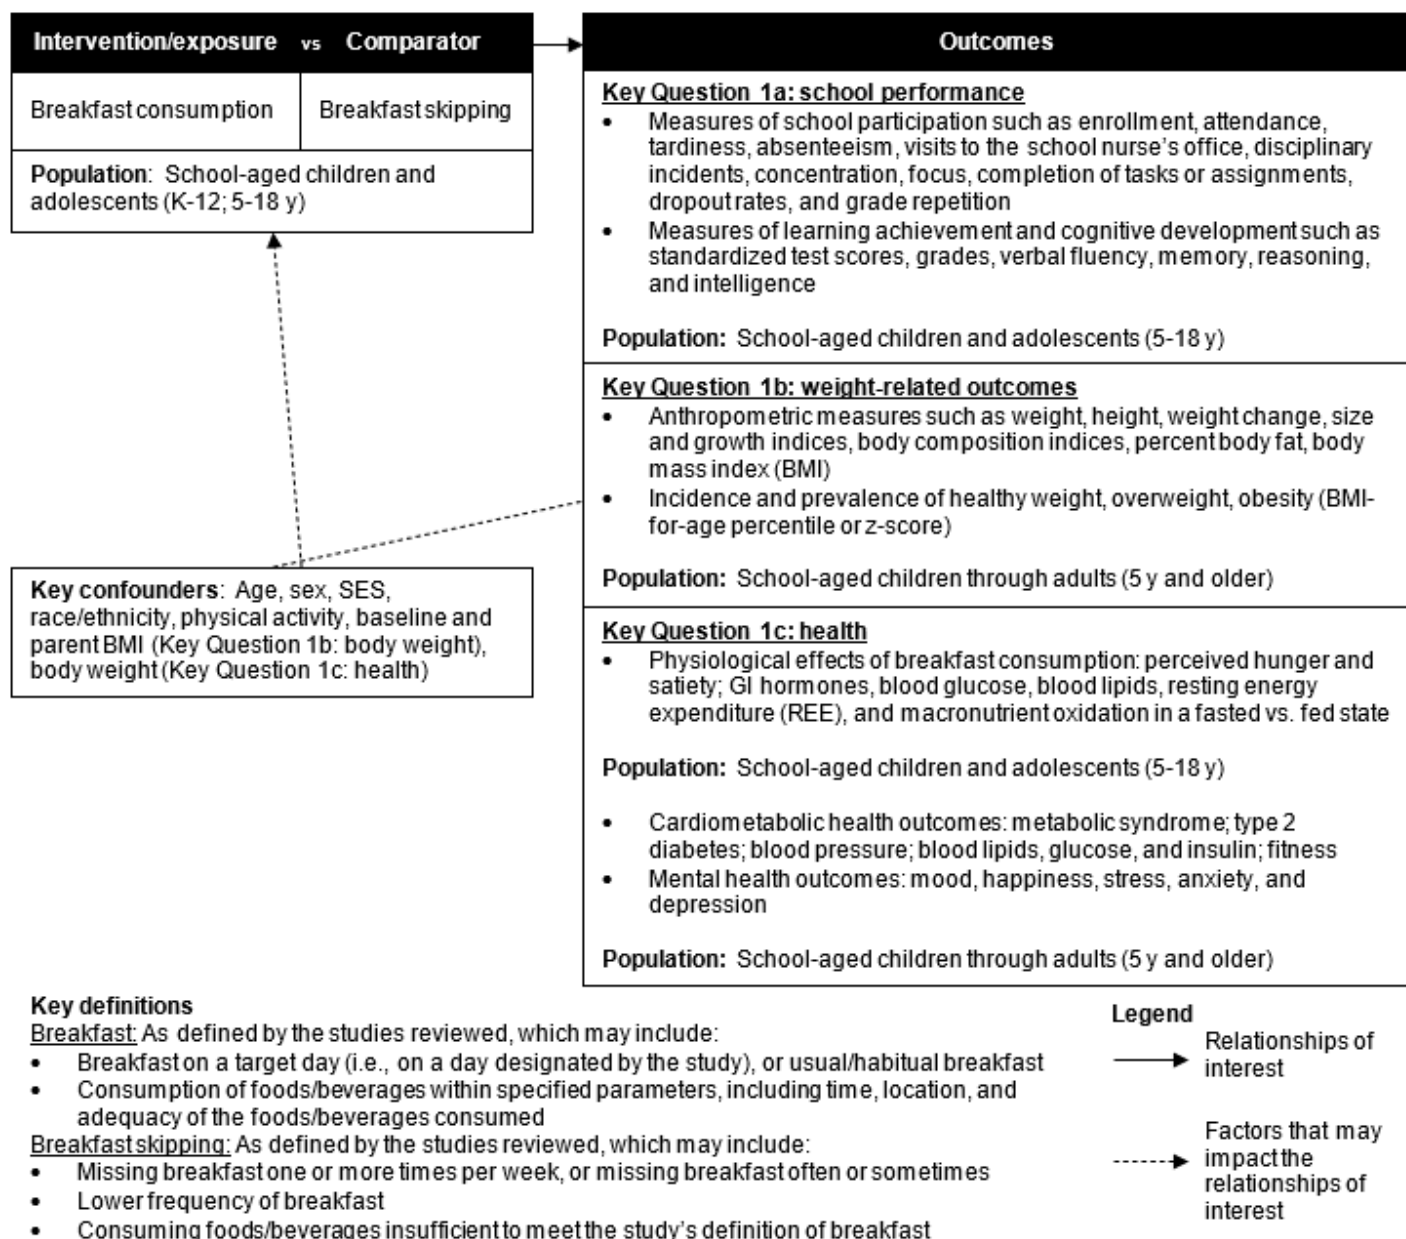 Intervention/exposure vs Comparator
Breakfast consumption
Breakfast skipping
Population: School-aged children and
adolescents (K-12; 5-18 y)
Key confounders: Age, sex, SES,
race/ethnicity, physical activity, baseline and
parent BMI (Key Question 1b: body weight),
body weight (Key Question 1c: health)
Outcomes
Key Question 1a: school performance
• Measures of school participation such as enrollment, attendance,
tardiness, absenteeism, visits to the school nurse's office, disciplinary
incidents, concentration, focus, completion of tasks or assignments,
dropout rates, and grade repetition
• Measures of learning achievement and cognitive development such as
standardized test scores, grades, verbal fluency, memory, reasoning,
and intelligence
Population: School-aged children and adolescents (5-18 y)
Key Question 1b: weight-related outcomes
• Anthropometric measures such as weight, height, weight change, size
and growth indices, body composition indices, percent body fat, body
mass index (BMI)
• Incidence and prevalence of healthy weight, overweight, obesity (BMI-
for-age percentile or z-score)
Population: School-aged children through adults (5 y and older)
Key Question 1c: health
• Physiological effects of breakfast consumption: perceived hunger and
satiety; GI hormones, blood glucose, blood lipids, resting energy
expenditure (REE), and macronutrient oxidation in a fasted vs. fed state
Population: School-aged children and adolescents (5-18 y)
• Cardiometabolic health outcomes: metabolic syndrome; type 2
diabetes; blood pressure; blood lipids, glucose, and insulin; fitness
• Mental health outcomes: mood, happiness, stress, anxiety, and
depression
Population: School-aged children through adults (5 y and older)
Key definitions
Breakfast: As defined by the studies reviewed, which may include:
• Breakfast on a target day (i.e., on a day designated by the study), or usual/habitual breakfast
• Consumption of foods/beverages within specified parameters, including time, location, and
adequacy of the foods/beverages consumed
Breakfast skipping: As defined by the studies reviewed, which may include:
• Missing breakfast one or more times per week, or missing breakfast often or sometimes
• Lower frequency of breakfast
• Consuming foods/beverages insufficient to meet the study's definition of breakfast
Legend
Relationships of
interest
Factors that may
impact the
relationships of
interest